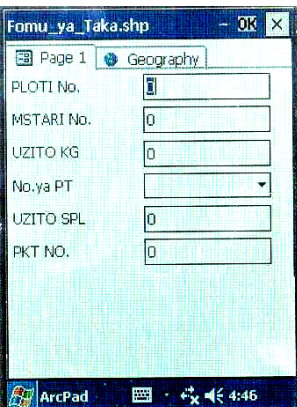 Fomu_ya_Taka.shp OK
Page 1 Geography
PLOTI No. 0
MSTARI No. 0
UZITO KG 0
No.ya PT
UZITO SPL 0
PKT NO. 0
ArcPad 4:46